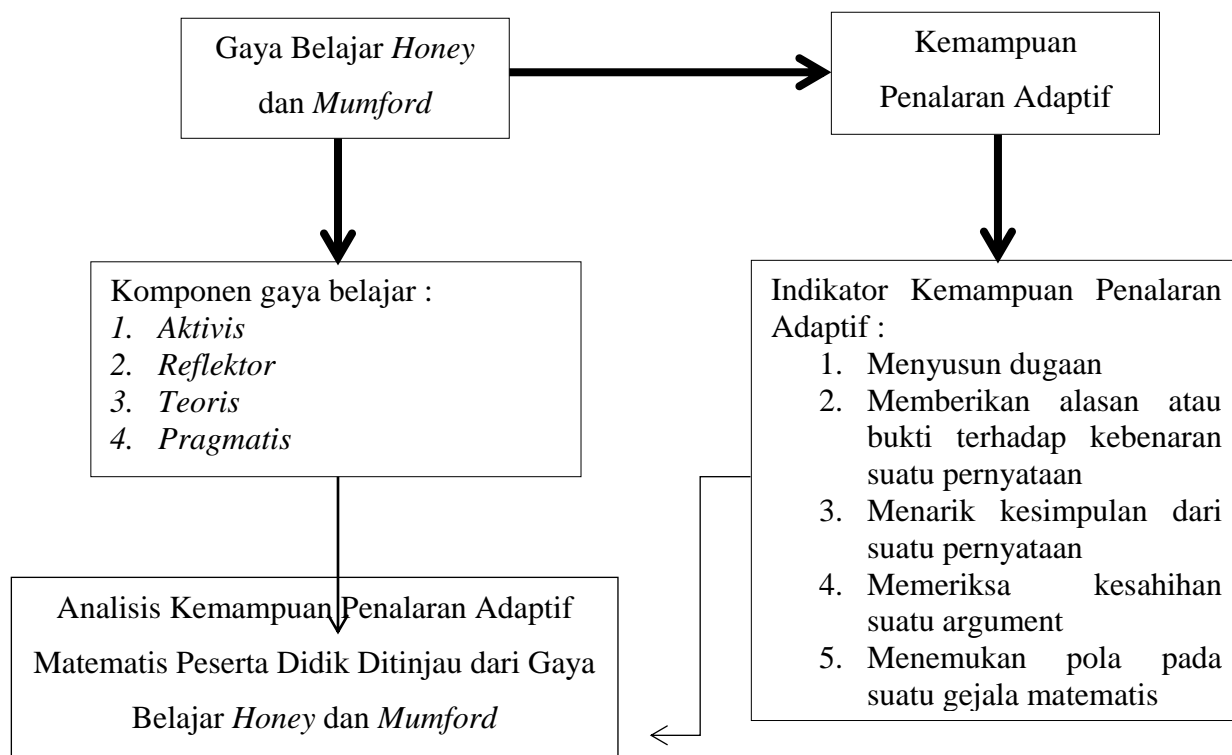 Gaya Belajar Honey
dan Mumford
Kemampuan
Penalaran Adaptif
Komponen gaya belajar :
1. Aktivis
2. Reflektor
3. Teoris
4. Pragmatis
Indikator Kemampuan Penalaran
Adaptif :
1. Menyusun dugaan
2. Memberikan alasan atau
bukti terhadap kebenaran
suatu pernyataan
3. Menarik kesimpulan dari
suatu pernyataan
4. Memeriksa kesahihan
suatu argument
5. Menemukan pola pada
suatu gejala matematis
Analisis Kemampuan Penalaran Adaptif
Matematis Peserta Didik Ditinjau dari Gaya
Belajar Honey dan Mumford